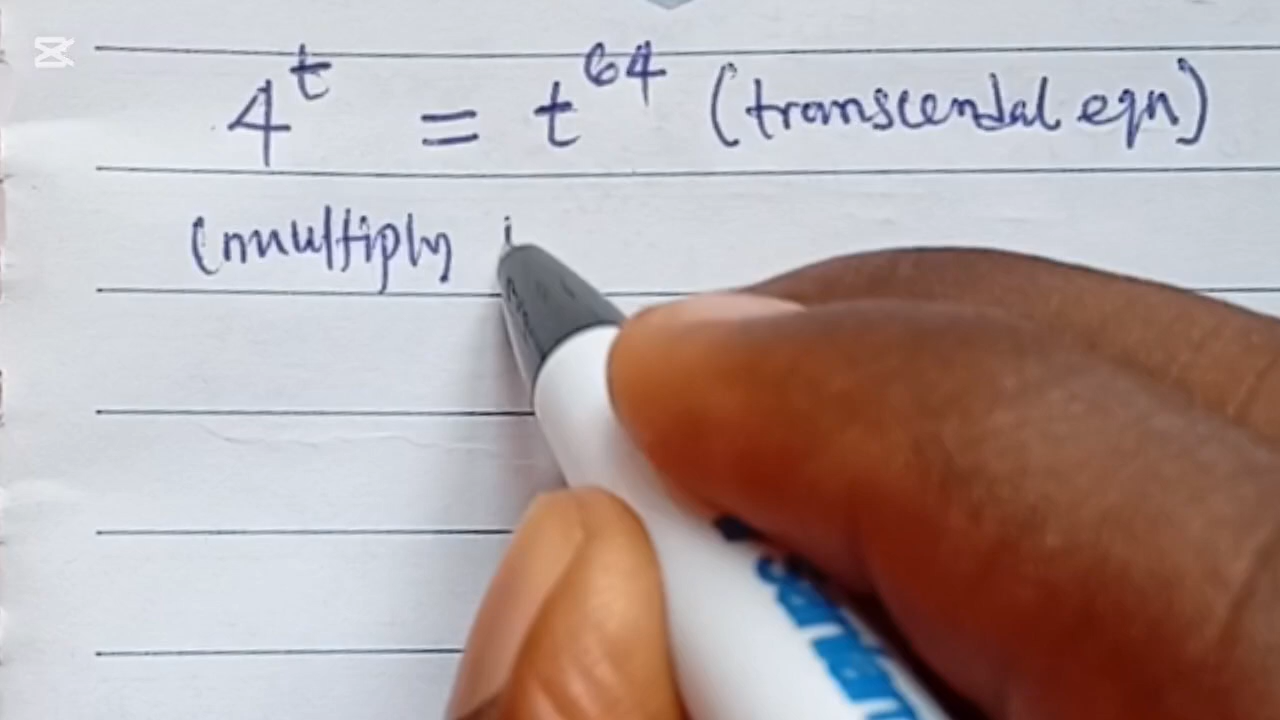 4^t = t^64 (transcendal eqn)
(multiply